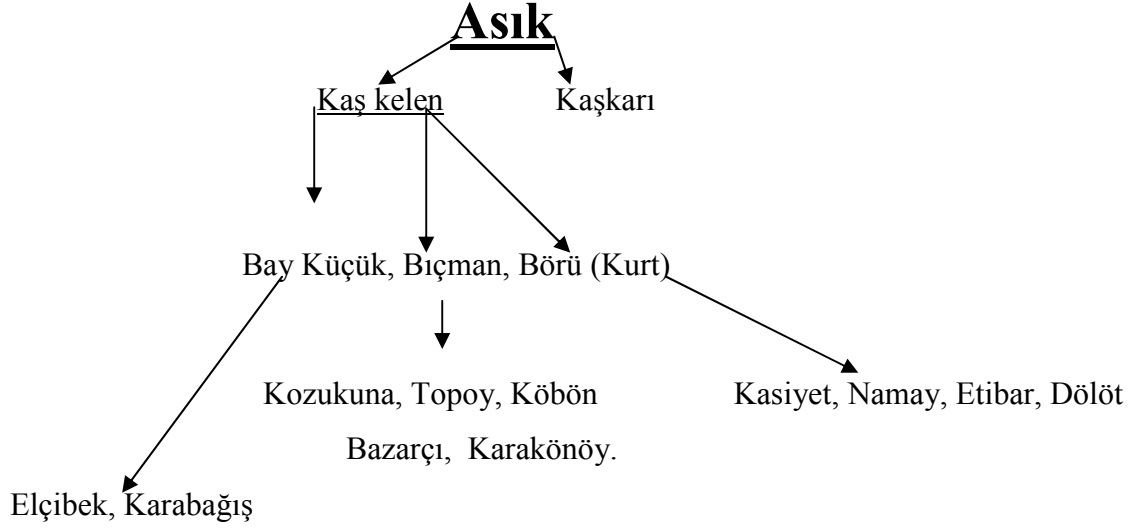 Asık
Kaş kelen Kaşkarı
Bay Küçük, Bıçman, Börü (Kurt)
Kozukuna, Topoy, Köbön Kasiyet, Namay, Etibar, Dölöt
Bazarçı, Karakönöy.
Elçibek, Karabağış